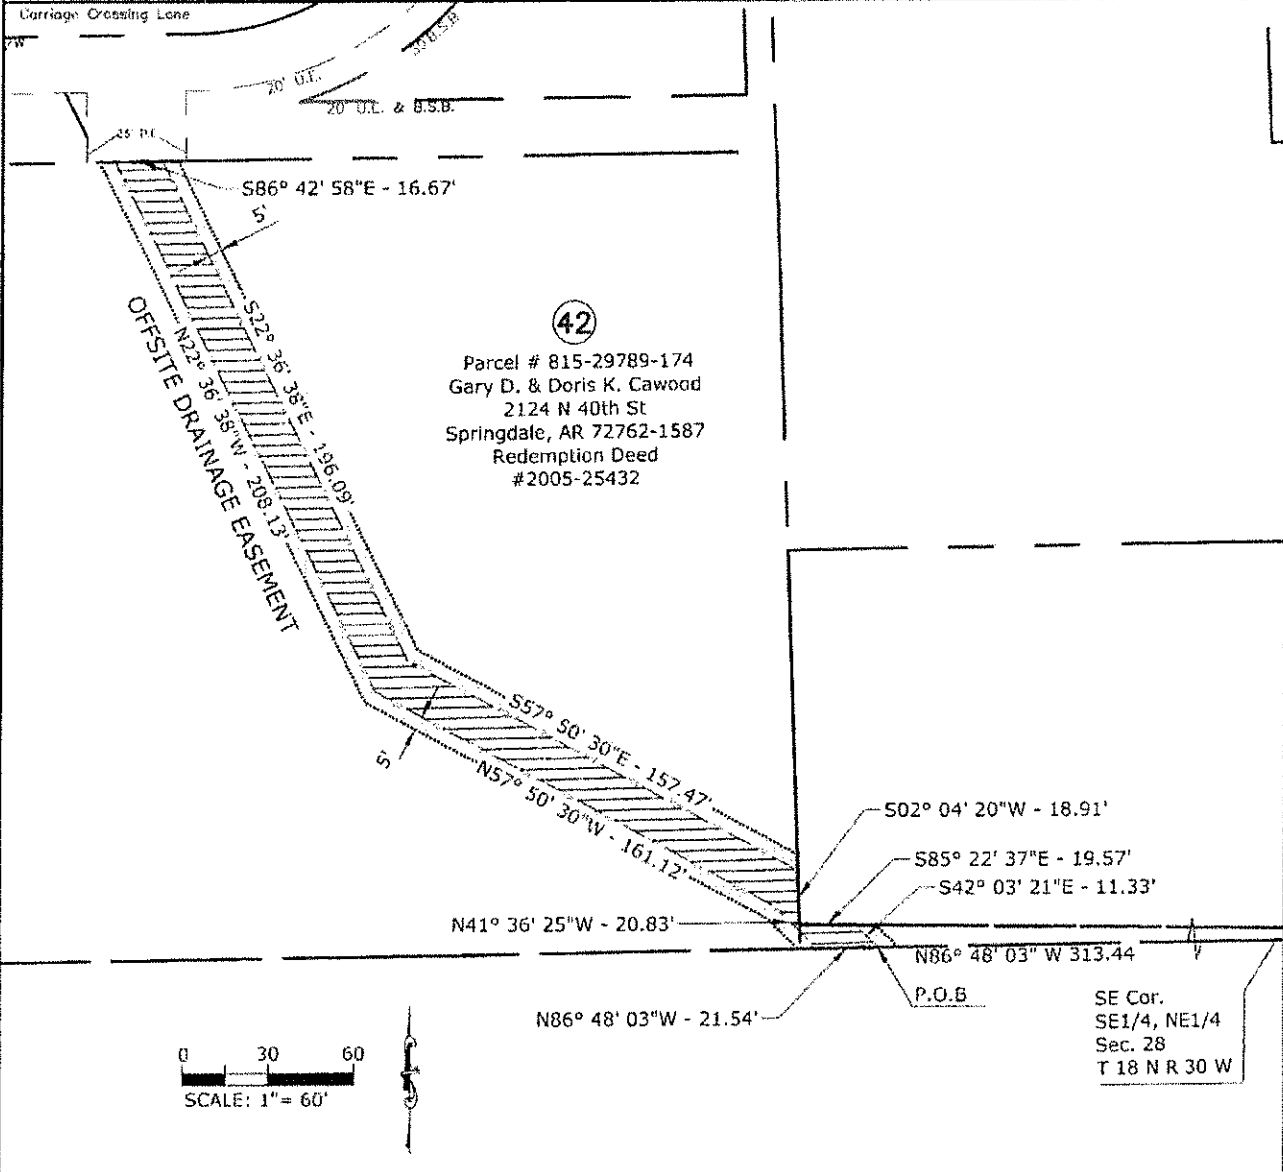 Carriage Crossing Lane
30' B.S.B.
20' U.E.
20' U.E. & B.S.B.
S86° 42' 58"E - 16.67'
5'
OFFSITE DRAINAGE EASEMENT
N22° 36' 38"W - 208.13'
S22° 36' 38"E - 196.09'
42
Parcel # 815-29789-174
Gary D. & Doris K. Cawood
2124 N 40th St
Springdale, AR 72762-1587
Redemption Deed
#2005-25432
S57° 50' 30"E - 157.47'
5'
N57° 50' 30"W - 161.12'
S02° 04' 20"W - 18.91'
S85° 22' 37"E - 19.57'
S42° 03' 21"E - 11.33'
N41° 36' 25"W - 20.83'
N86° 48' 03" W 313.44
P.O.B
N86° 48' 03"W - 21.54'
SE Cor.
SE1/4, NE1/4
Sec. 28
T 18 N R 30 W
0 30 60
SCALE: 1"= 60'